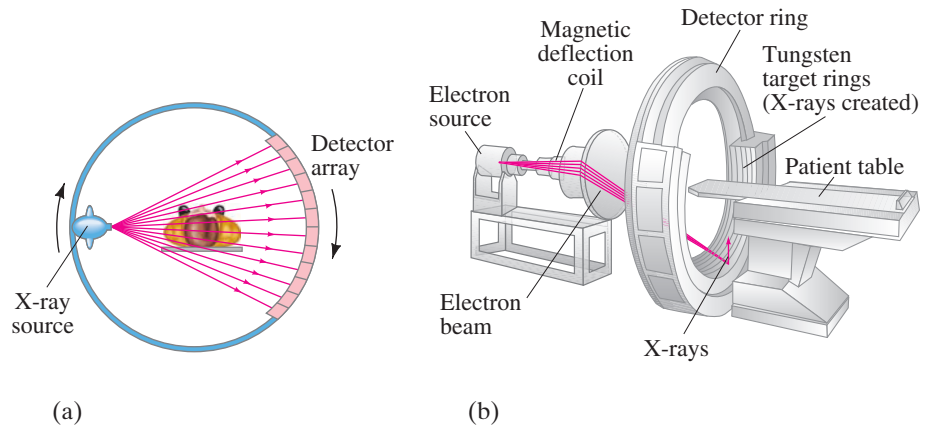 Detector
array
X-ray
source
(a)
Magnetic
deflection
coil
Detector ring
Tungsten
target rings
(X-rays created)
Electron
source
Patient table
Electron
beam
X-rays
(b)